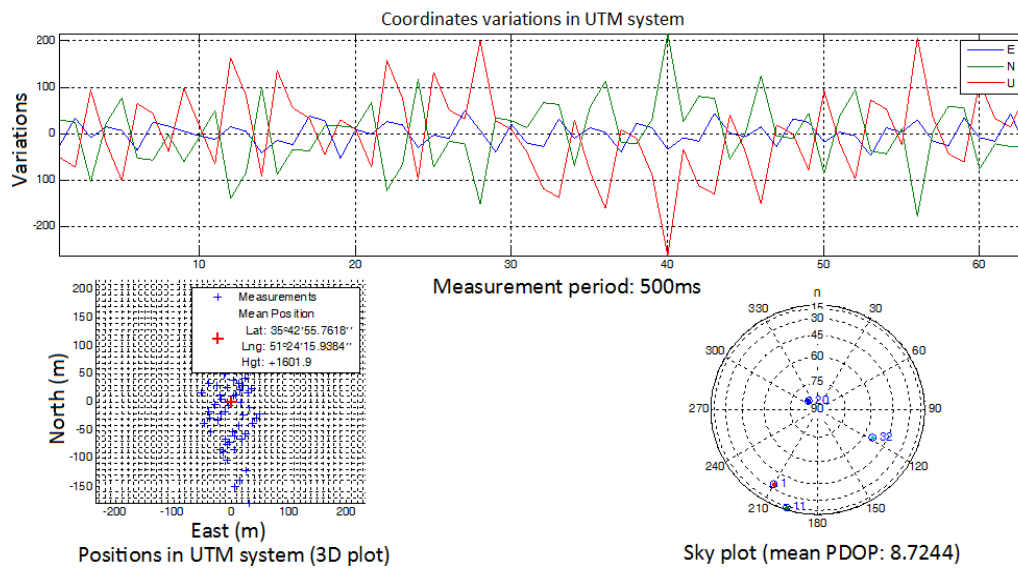 Coordinates variations in UTM system
Variations
200
100
0
100
-200
E
N
U
10
20
30
40
50
60
Measurement period: 500ms
North (m)
200
150
100
50
0
-50
-100
-150
-200
-100
0
100
200
Measurements
Mean Position
Lat: 35º42'55.7618''
Lng: 51º24'15.9384''
Hgt: +1601.9
East (m)
Positions in UTM system (3D plot)
n
15
30
45
60
75
90
30
60
90
120
150
180
210
240
270
300
330
20
32
1
11
Sky plot (mean PDOP: 8.7244)